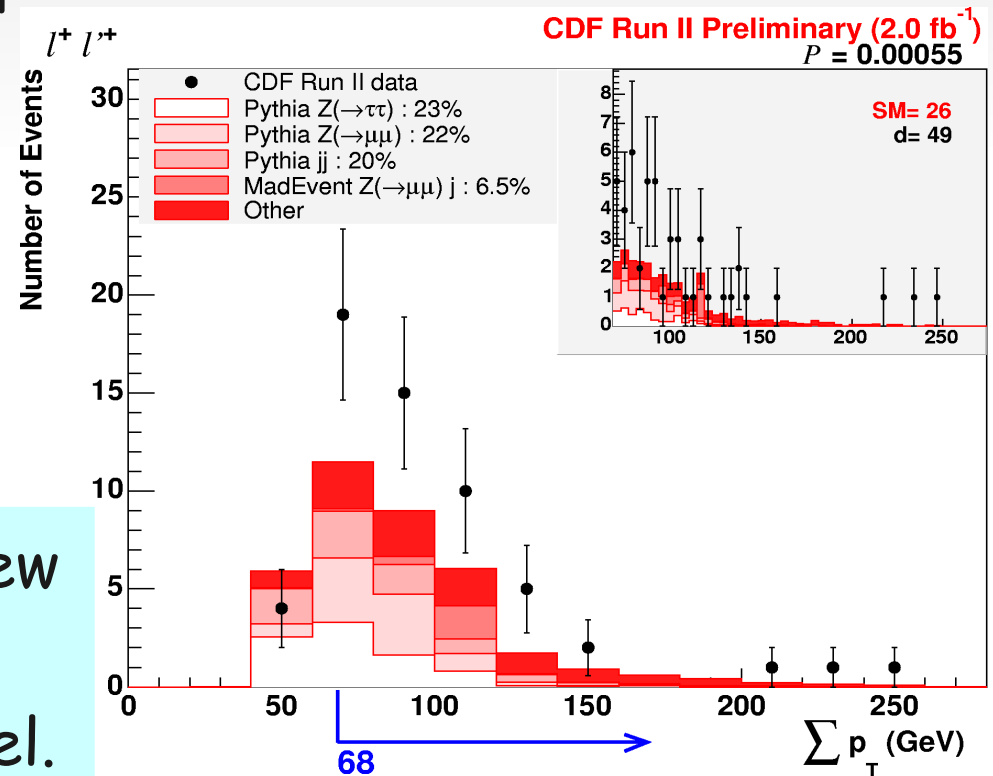 CDF Run II Preliminary (2.0 fb⁻¹)
l⁺ l'⁺
P = 0.00055
Number of Events
CDF Run II data
Pythia Z(→ττ) : 23%
Pythia Z(→μμ) : 22%
Pythia jj : 20%
MadEvent Z(→μμ) j : 6.5%
Other
SM= 26
d= 49
8
7
6
5
4
3
2
1
0
100 150 200 250
30
25
20
15
10
5
0
0 50 100 150 200 250
∑ p_T (GeV)
68
ew
el.